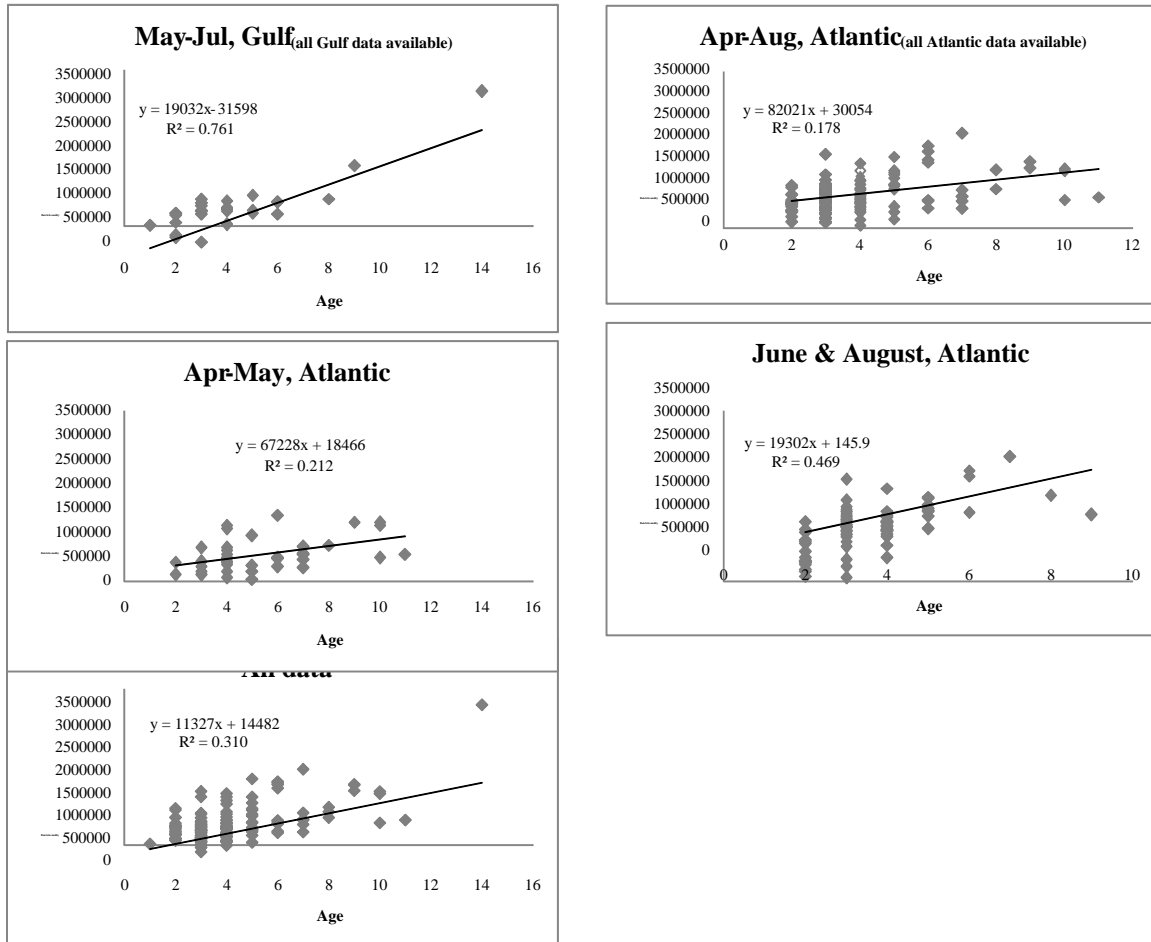 May-Jul, Gulf(all Gulf data available)
3500000
3000000
2500000
2000000
1500000
1000000
500000
0
y = 19032x- 31598
R² = 0.761
0 2 4 6 8 10 12 14 16
Age
Apr-Aug, Atlantic(all Atlantic data available)
3500000
3000000
2500000
2000000
1500000
1000000
500000
0
y = 82021x + 30054
R² = 0.178
0 2 4 6 8 10 12
Age
Apr-May, Atlantic
3500000
3000000
2500000
2000000
1500000
1000000
500000
0
y = 67228x + 18466
R² = 0.212
0 2 4 6 8 10 12 14 16
Age
June & August, Atlantic
3500000
3000000
2500000
2000000
1500000
1000000
500000
0
y = 19302x + 145.9
R² = 0.469
0 2 4 6 8 10
Age
All data
3500000
3000000
2500000
2000000
1500000
1000000
500000
0
y = 11327x + 14482
R² = 0.310
0 2 4 6 8 10 12 14 16
Age